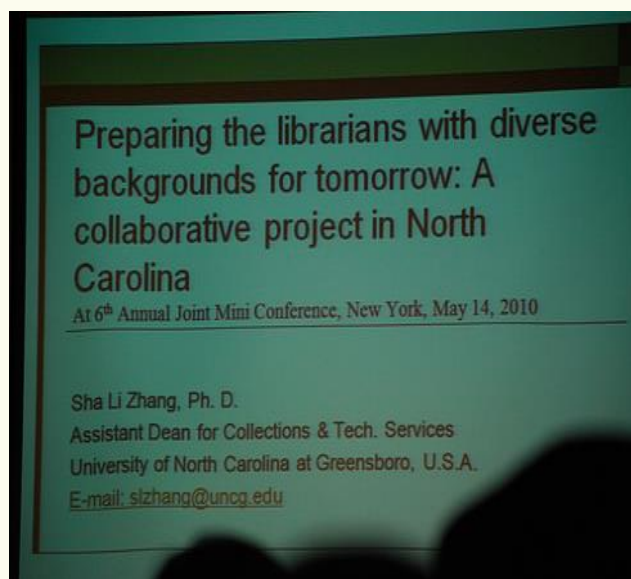 Preparing the librarians with diverse
backgrounds for tomorrow: A
collaborative project in North
Carolina
At 6th Annual Joint Mini Conference, New York, May 14, 2010
Sha Li Zhang, Ph. D.
Assistant Dean for Collections & Tech. Services
University of North Carolina at Greensboro, U.S.A.
E-mail: slzhang@uncg.edu